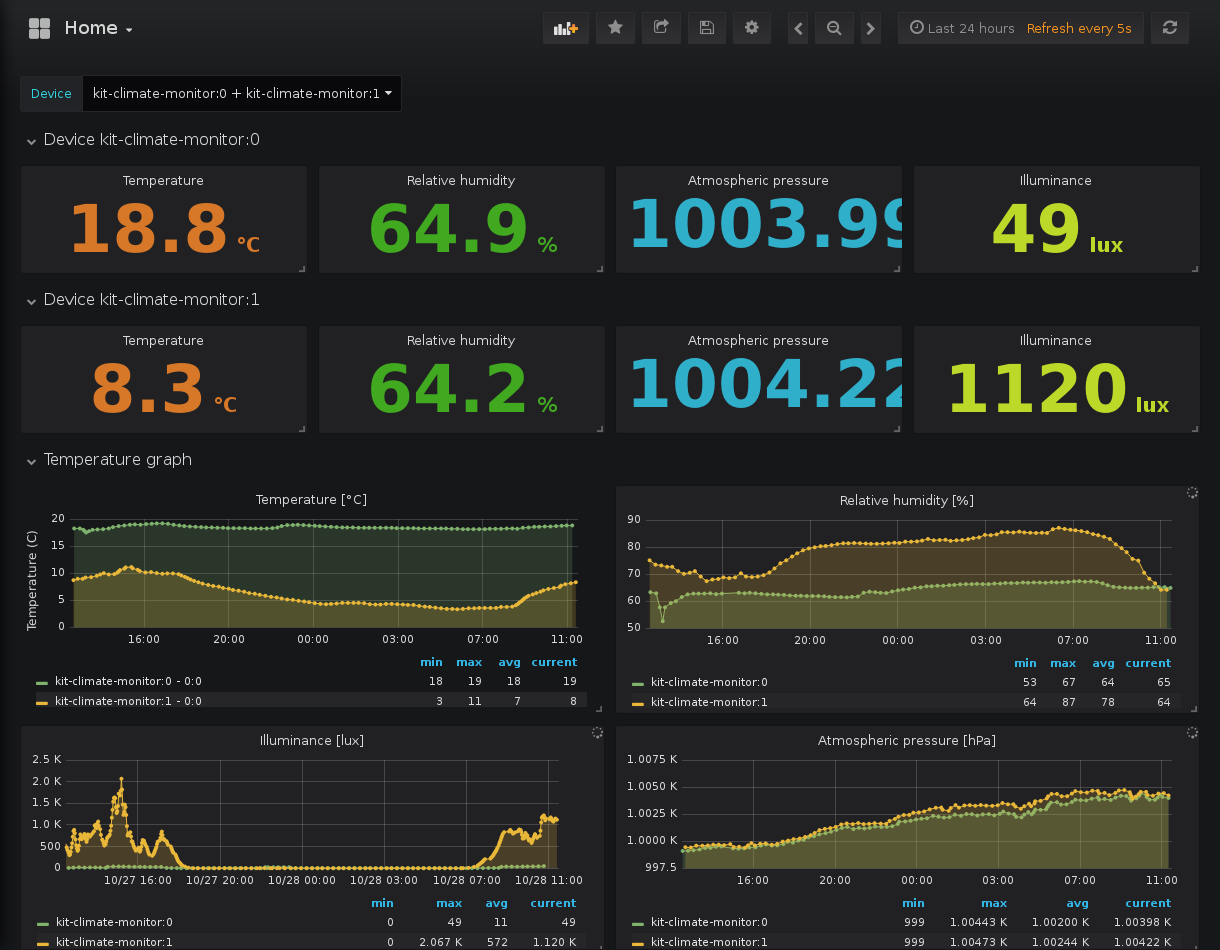 Home
Last 24 hours Refresh every 5s
Device kit-climate-monitor:0 + kit-climate-monitor:1
Device kit-climate-monitor:0
Temperature Relative humidity Atmospheric pressure Illuminance
18.8 °C 64.9 % 1003.99 49 lux
Device kit-climate-monitor:1
Temperature Relative humidity Atmospheric pressure Illuminance
8.3 °C 64.2 % 1004.22 1120 lux
Temperature graph
Temperature [°C]
Temperature (C)
20
15
10
5
0
16:00 20:00 00:00 03:00 07:00 11:00
min max avg current
kit-climate-monitor:0 - 0:0 18 19 18 19
kit-climate-monitor:1 - 0:0 3 11 7 8
Relative humidity [%]
90
80
70
60
50
16:00 20:00 00:00 03:00 07:00 11:00
min max avg current
kit-climate-monitor:0 53 67 64 65
kit-climate-monitor:1 64 87 78 64
Illuminance [lux]
2.5 K
2.0 K
1.5 K
1.0 K
500
0
10/27 16:00 10/27 20:00 10/28 00:00 10/28 03:00 10/28 07:00 10/28 11:00
min max avg current
kit-climate-monitor:0 0 49 11 49
kit-climate-monitor:1 0 2.067 K 572 1.120 K
Atmospheric pressure [hPa]
1.0075 K
1.0050 K
1.0025 K
1.0000 K
997.5
16:00 20:00 00:00 03:00 07:00 11:00
min max avg current
kit-climate-monitor:0 999 1.00443 K 1.00200 K 1.00398 K
kit-climate-monitor:1 999 1.00473 K 1.00244 K 1.00422 K